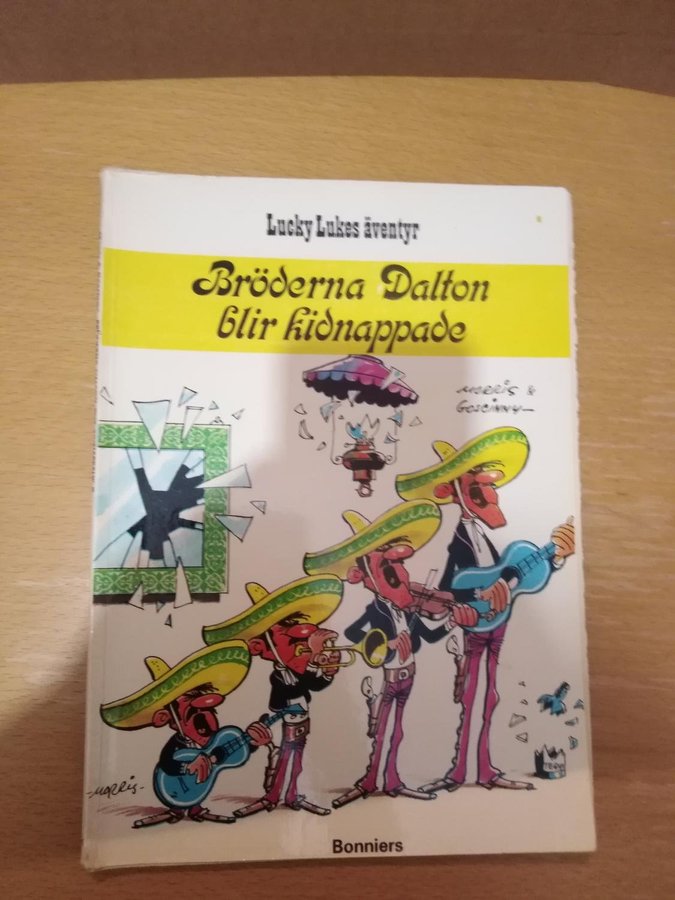 Lucky Lukes äventyr
Bröderna Dalton
blir kidnappade
MORRIS &
GOSCINNY
-MORRIS-
Bonniers